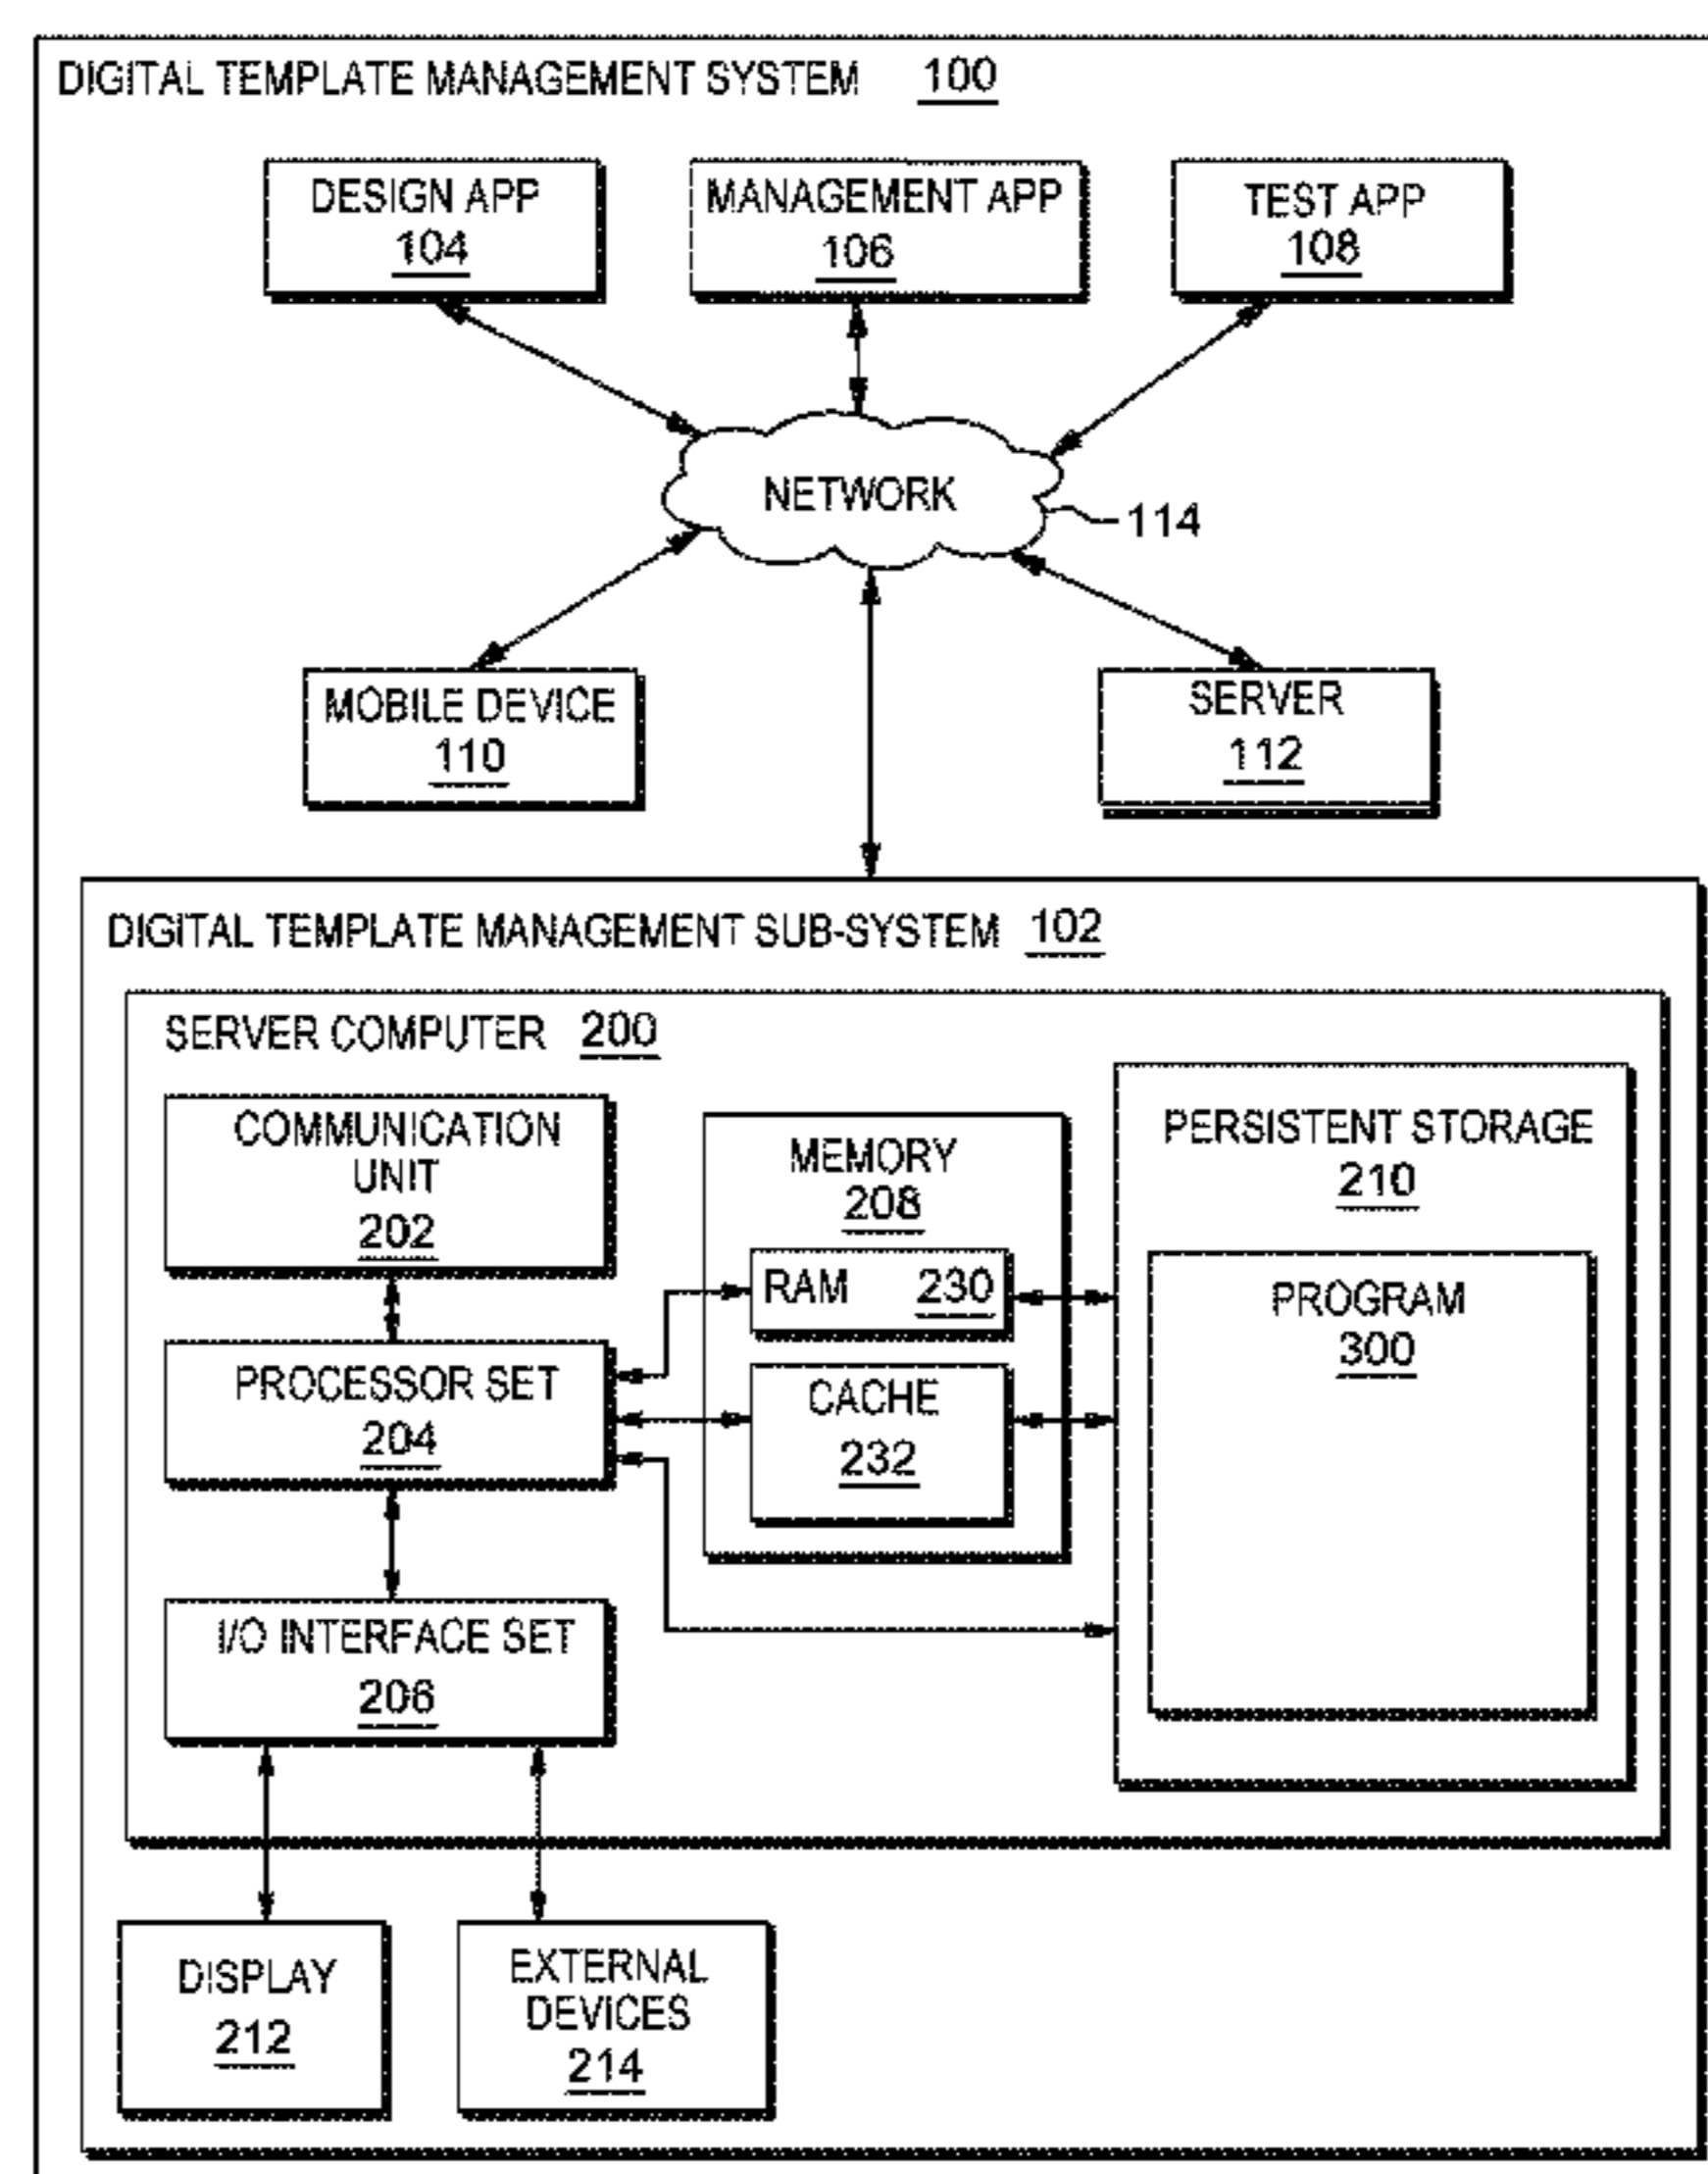 DIGITAL TEMPLATE MANAGEMENT SYSTEM 100
DESIGN APP
104
MANAGEMENT APP
106
TEST APP
108
NETWORK
114
MOBILE DEVICE
110
SERVER
112
DIGITAL TEMPLATE MANAGEMENT SUB-SYSTEM 102
SERVER COMPUTER 200
COMMUNICATION
UNIT
202
MEMORY
208
PERSISTENT STORAGE
210
RAM 230
PROGRAM
300
PROCESSOR SET
204
CACHE
232
I/O INTERFACE SET
206
DISPLAY
212
EXTERNAL
DEVICES
214